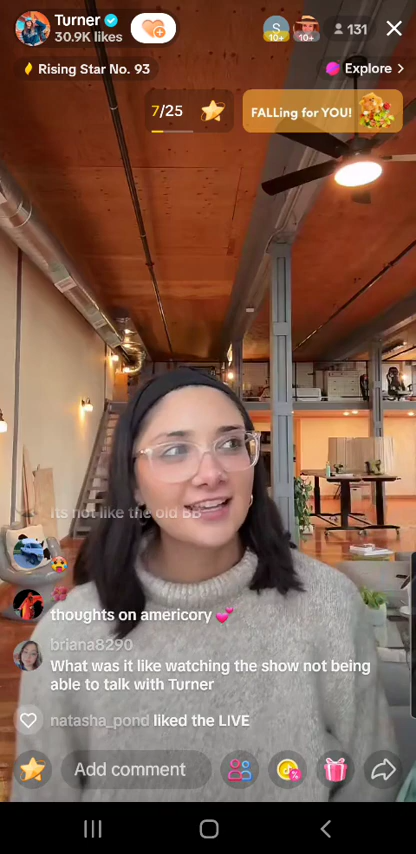 Turner
30.9K likes
S
10+
10+
131
Rising Star No. 93
Explore >
7/25
FALLing for YOU!
Its not like the old BB
thoughts on americory 💕
briana8290
What was it like watching the show not being
able to talk with Turner
natasha_pond liked the LIVE
Add comment